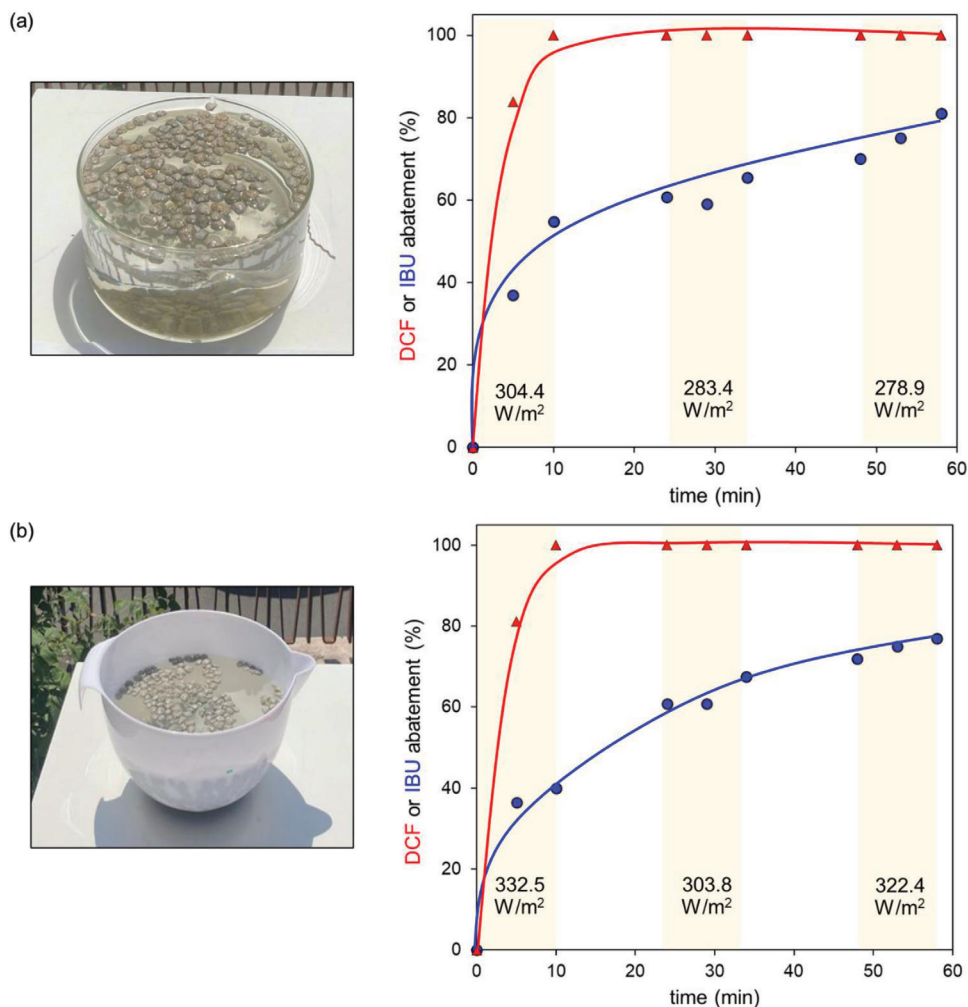 (a)
DCF or IBU abatement (%)
100
80
60
40
20
0
304.4
W/m²
283.4
W/m²
278.9
W/m²
0 10 20 30 40 50 60
time (min)
(b)
DCF or IBU abatement (%)
100
80
60
40
20
0
332.5
W/m²
303.8
W/m²
322.4
W/m²
0 10 20 30 40 50 60
time (min)